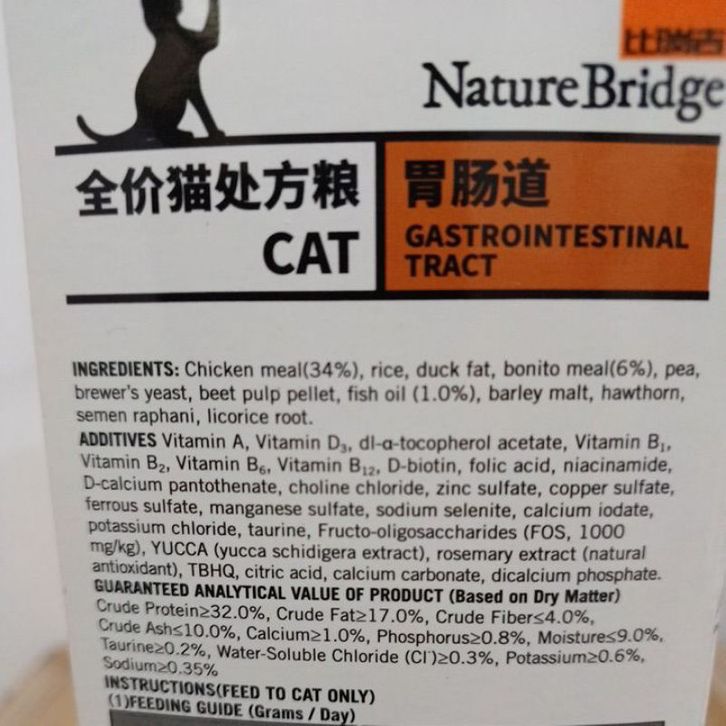 比瑞吉
NatureBridge
全价猫处方粮
CAT
胃肠道
GASTROINTESTINAL
TRACT
INGREDIENTS: Chicken meal(34%), rice, duck fat, bonito meal(6%), pea,
brewer's yeast, beet pulp pellet, fish oil (1.0%), barley malt, hawthorn,
semen raphani, licorice root.
ADDITIVES Vitamin A, Vitamin D₃, dl-α-tocopherol acetate, Vitamin B₁,
Vitamin B₂, Vitamin B₆, Vitamin B₁₂, D-biotin, folic acid, niacinamide,
D-calcium pantothenate, choline chloride, zinc sulfate, copper sulfate,
ferrous sulfate, manganese sulfate, sodium selenite, calcium iodate,
potassium chloride, taurine, Fructo-oligosaccharides (FOS, 1000
mg/kg), YUCCA (yucca schidigera extract), rosemary extract (natural
antioxidant), TBHQ, citric acid, calcium carbonate, dicalcium phosphate.
GUARANTEED ANALYTICAL VALUE OF PRODUCT (Based on Dry Matter)
Crude Protein≥32.0%, Crude Fat≥17.0%, Crude Fiber≤4.0%,
Crude Ash≤10.0%, Calcium≥1.0%, Phosphorus≥0.8%, Moisture≤9.0%,
Taurine≥0.2%, Water-Soluble Chloride (Cl⁻)≥0.3%, Potassium≥0.6%,
Sodium≥0.35%
INSTRUCTIONS(FEED TO CAT ONLY)
(1)FEEDING GUIDE (Grams / Day)